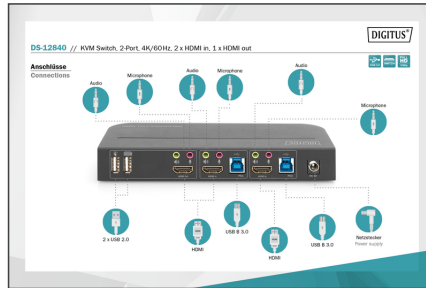 DIGITUS®
DS-12840 // KVM Switch, 2-Port, 4K/60Hz, 2 x HDMI in, 1 x HDMI out
Anschlüsse
Connections
Audio
Microphone
Audio
Microphone
Audio
Microphone
2 x USB 2.0
HDMI
USB B 3.0
HDMI
USB B 3.0
Netzstecker
Power supply